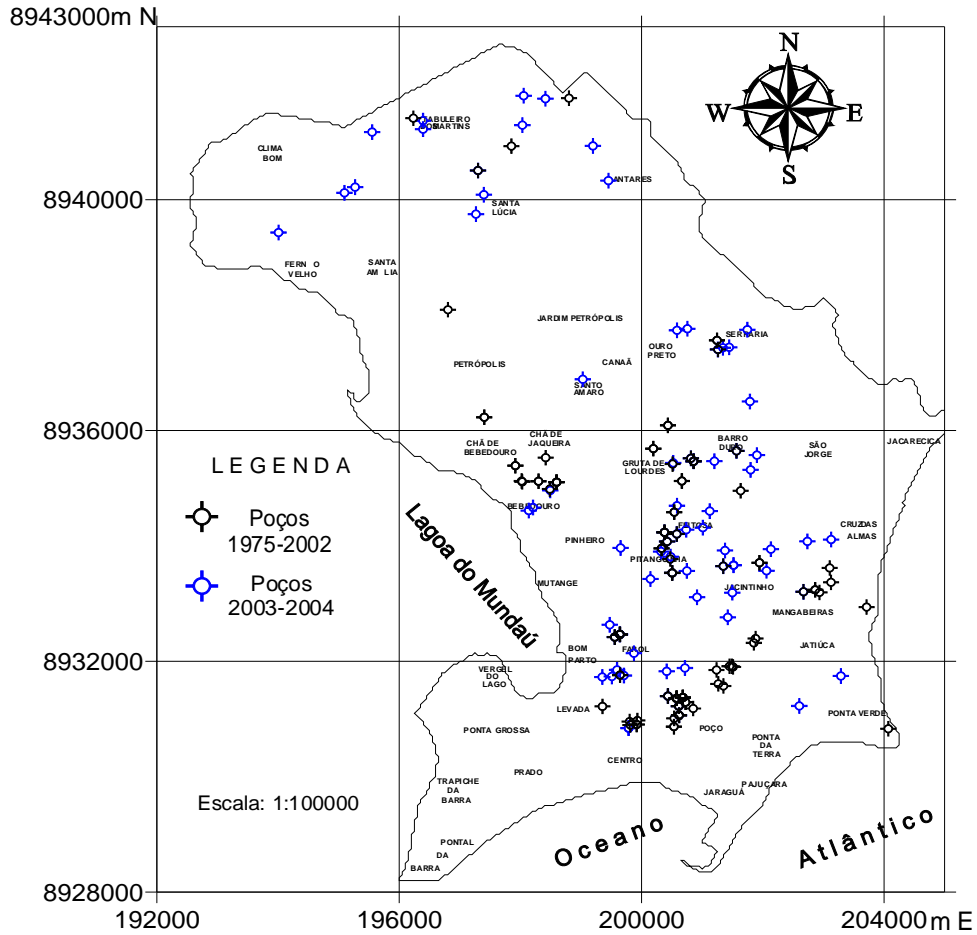 8943000m N
N
W E
S
TABULEIRO
MARTINS
CLIMA
BOM
ANTARES
8940000
SANTA
LÚCIA
FERN O
VELHO
SANTA
AM LIA
JARDIM PETRÓPOLIS
SERRARIA
OURO
PRETO
PETRÓPOLIS
CANAÃ
SANTO
AMARO
8936000
CHÃ DE
BEBEDOURO
CHA DE
JAQUEIRA
BARRO
DURO
SÃO
JORGE
JACARECICA
GRUTA DE
LOURDES
LEGENDA
Poços
1975-2002
Poços
2003-2004
BEBEDOURO
FEITOSA
CRUZDAS
ALMAS
PINHEIRO
PITANGUINHA
Lagoa do Mundaú
MUTANGE
JACINTINHO
MANGABEIRAS
BOM
PARTO
FAROL
JATIÚCA
8932000
VERGEL
DO
LAGO
LEVADA
PONTA VERDE
PONTA GROSSA
POÇO
PONTA
DA
TERRA
CENTRO
PRADO
TRAPICHE
DA
BARRA
PAJUÇARA
JARAGUÁ
Escala: 1:100000
Oceano
Atlântico
PONTAL
DA
BARRA
8928000
192000 196000 200000 204000 m E